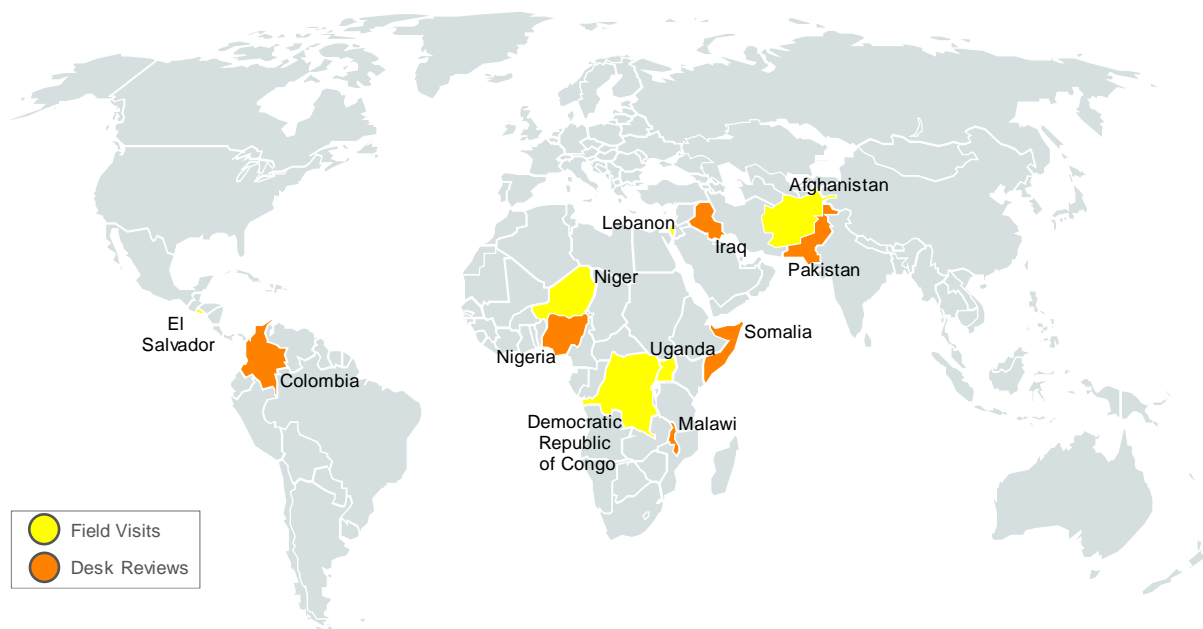 Afghanistan
Lebanon
Iraq
Pakistan
Niger
El
Salvador
Somalia
Nigeria
Uganda
Colombia
Democratic
Republic
of Congo
Malawi
Field Visits
Desk Reviews